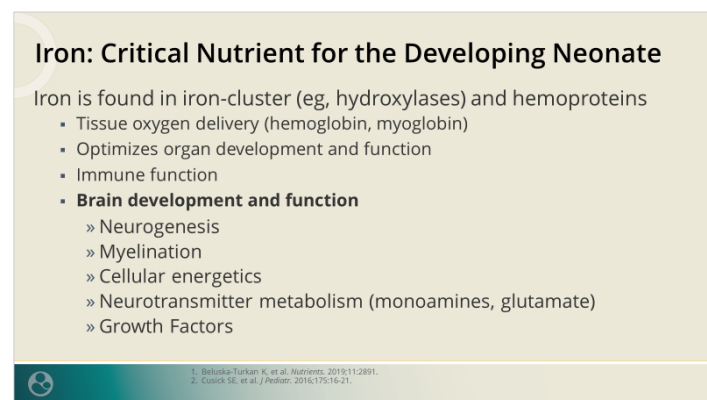 Iron: Critical Nutrient for the Developing Neonate
Iron is found in iron-cluster (eg, hydroxylases) and hemoproteins
▪ Tissue oxygen delivery (hemoglobin, myoglobin)
▪ Optimizes organ development and function
▪ Immune function
▪ Brain development and function
» Neurogenesis
» Myelination
» Cellular energetics
» Neurotransmitter metabolism (monoamines, glutamate)
» Growth Factors
1. Beluska-Turkan K, et al. Nutrients. 2019;11:2891.
2. Cusick SE, et al. J Pediatr. 2016;175:16-21.